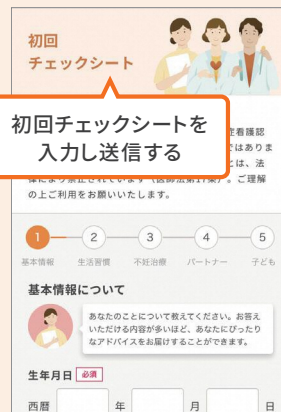 初回
チェックシート
初回チェックシートを
入力し送信する
症看護認
ではありま
とは、法
律により禁止されています（医師法第17条）。ご理解
の上ご利用をお願いいたします。
1 2 3 4 5
基本情報 生活習慣 不妊治療 パートナー 子ども
基本情報について
あなたのことについて教えてください。お答え
いただける内容が多いほど、あなたにぴったり
なアドバイスをお届けすることができます。
生年月日 必須
西暦 年 月 日